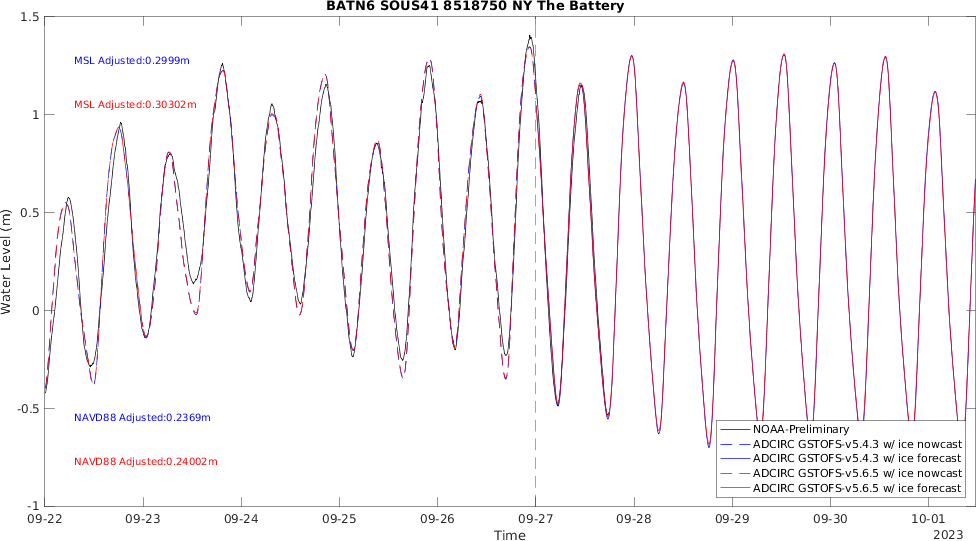 BATN6 SOUS41 8518750 NY The Battery
1.5
MSL Adjusted:0.2999m
MSL Adjusted:0.30302m
1
0.5
Water Level (m)
0
-0.5
NAVD88 Adjusted:0.2369m
NAVD88 Adjusted:0.24002m
NOAA-Preliminary
ADCIRC GSTOFS-v5.4.3 w/ ice nowcast
ADCIRC GSTOFS-v5.4.3 w/ ice forecast
ADCIRC GSTOFS-v5.6.5 w/ ice nowcast
ADCIRC GSTOFS-v5.6.5 w/ ice forecast
-1
09-22 09-23 09-24 09-25 09-26 09-27 09-28 09-29 09-30 10-01
Time 2023